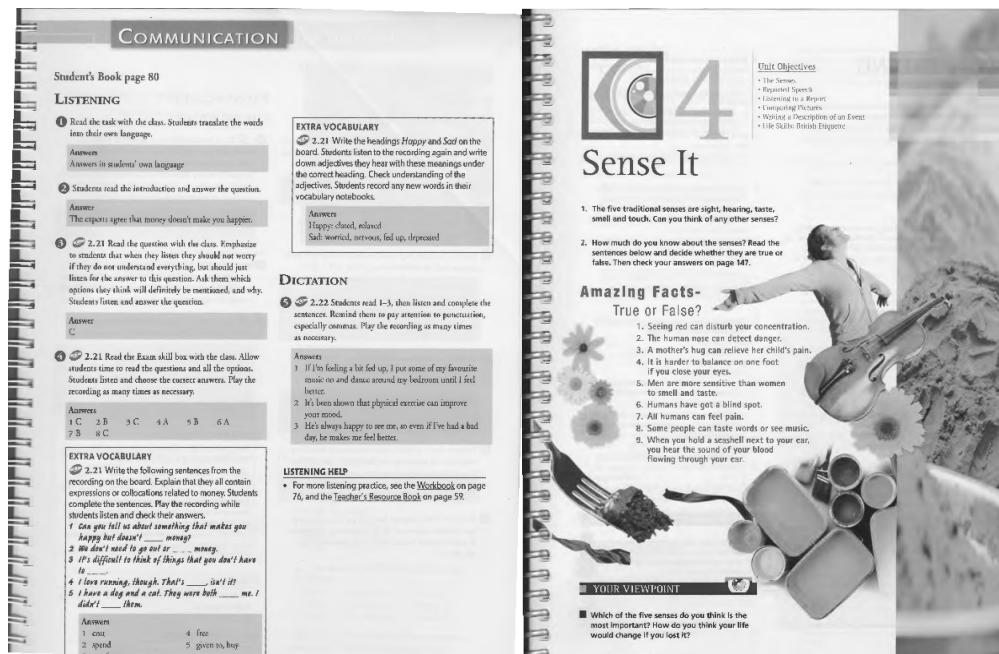 COMMUNICATION
Student's Book page 80
LISTENING
1 Read the task with the class. Students translate the words
into their own language.
Answers
Answers in students' own language
2 Students read the introduction and answer the question.
Answer
The experts agree that money doesn't make you happier.
3 2.21 Read the question with the class. Emphasize
to students that when they listen they should not worry
if they do not understand everything, but should just
listen for the answer to this question. Ask them which
options they think will definitely be mentioned, and why.
Students listen and answer the question.
Answer
C
4 2.21 Read the Exam skill box with the class. Allow
students time to read the questions and all the options.
Students listen and choose the correct answers. Play the
recording as many times as necessary.
Answers
1 C 2 B 3 C 4 A 5 B 6 A
7 B 8 C
EXTRA VOCABULARY
2.21 Write the following sentences from the
recording on the board. Explain that they all contain
expressions or collocations related to money. Students
complete the sentences. Play the recording while
students listen and check their answers.
1 Can you tell us about something that makes you
happy but doesn't ____ money?
2 We don't need to go out or ____ money.
3 It's difficult to think of things that you don't have
to ____.
4 I love running, though. That's ____, isn't it?
5 I have a dog and a cat. They were both ____ me. I
didn't ____ them.
Answers
1 cost 4 free
2 spend 5 given to, buy
EXTRA VOCABULARY
2.21 Write the headings Happy and Sad on the
board. Students listen to the recording again and write
down adjectives they hear with these meanings under
the correct heading. Check understanding of the
adjectives. Students record any new words in their
vocabulary notebooks.
Answers
Happy: elated, relaxed
Sad: worried, nervous, fed up, depressed
DICTATION
5 2.22 Students read 1–3, then listen and complete the
sentences. Remind them to pay attention to punctuation,
especially commas. Play the recording as many times
as necessary.
Answers
1 If I'm feeling a bit fed up, I put some of my favourite
music on and dance around my bedroom until I feel
better.
2 It's been shown that physical exercise can improve
your mood.
3 He's always happy to see me, so even if I've had a bad
day, he makes me feel better.
LISTENING HELP
• For more listening practice, see the Workbook on page
76, and the Teacher's Resource Book on page 59.
4
Unit Objectives
• The Senses
• Reported Speech
• Listening to a Report
• Comparing Pictures
• Writing a Description of an Event
• Life Skills: British Etiquette
Sense It
1. The five traditional senses are sight, hearing, taste,
smell and touch. Can you think of any other senses?
2. How much do you know about the senses? Read the
sentences below and decide whether they are true or
false. Then check your answers on page 147.
Amazing Facts-
True or False?
1. Seeing red can disturb your concentration.
2. The human nose can detect danger.
3. A mother's hug can relieve her child's pain.
4. It is harder to balance on one foot
if you close your eyes.
5. Men are more sensitive than women
to smell and taste.
6. Humans have got a blind spot.
7. All humans can feel pain.
8. Some people can taste words or see music.
9. When you hold a seashell next to your ear,
you hear the sound of your blood
flowing through your ear.
YOUR VIEWPOINT
Which of the five senses do you think is the
most important? How do you think your life
would change if you lost it?